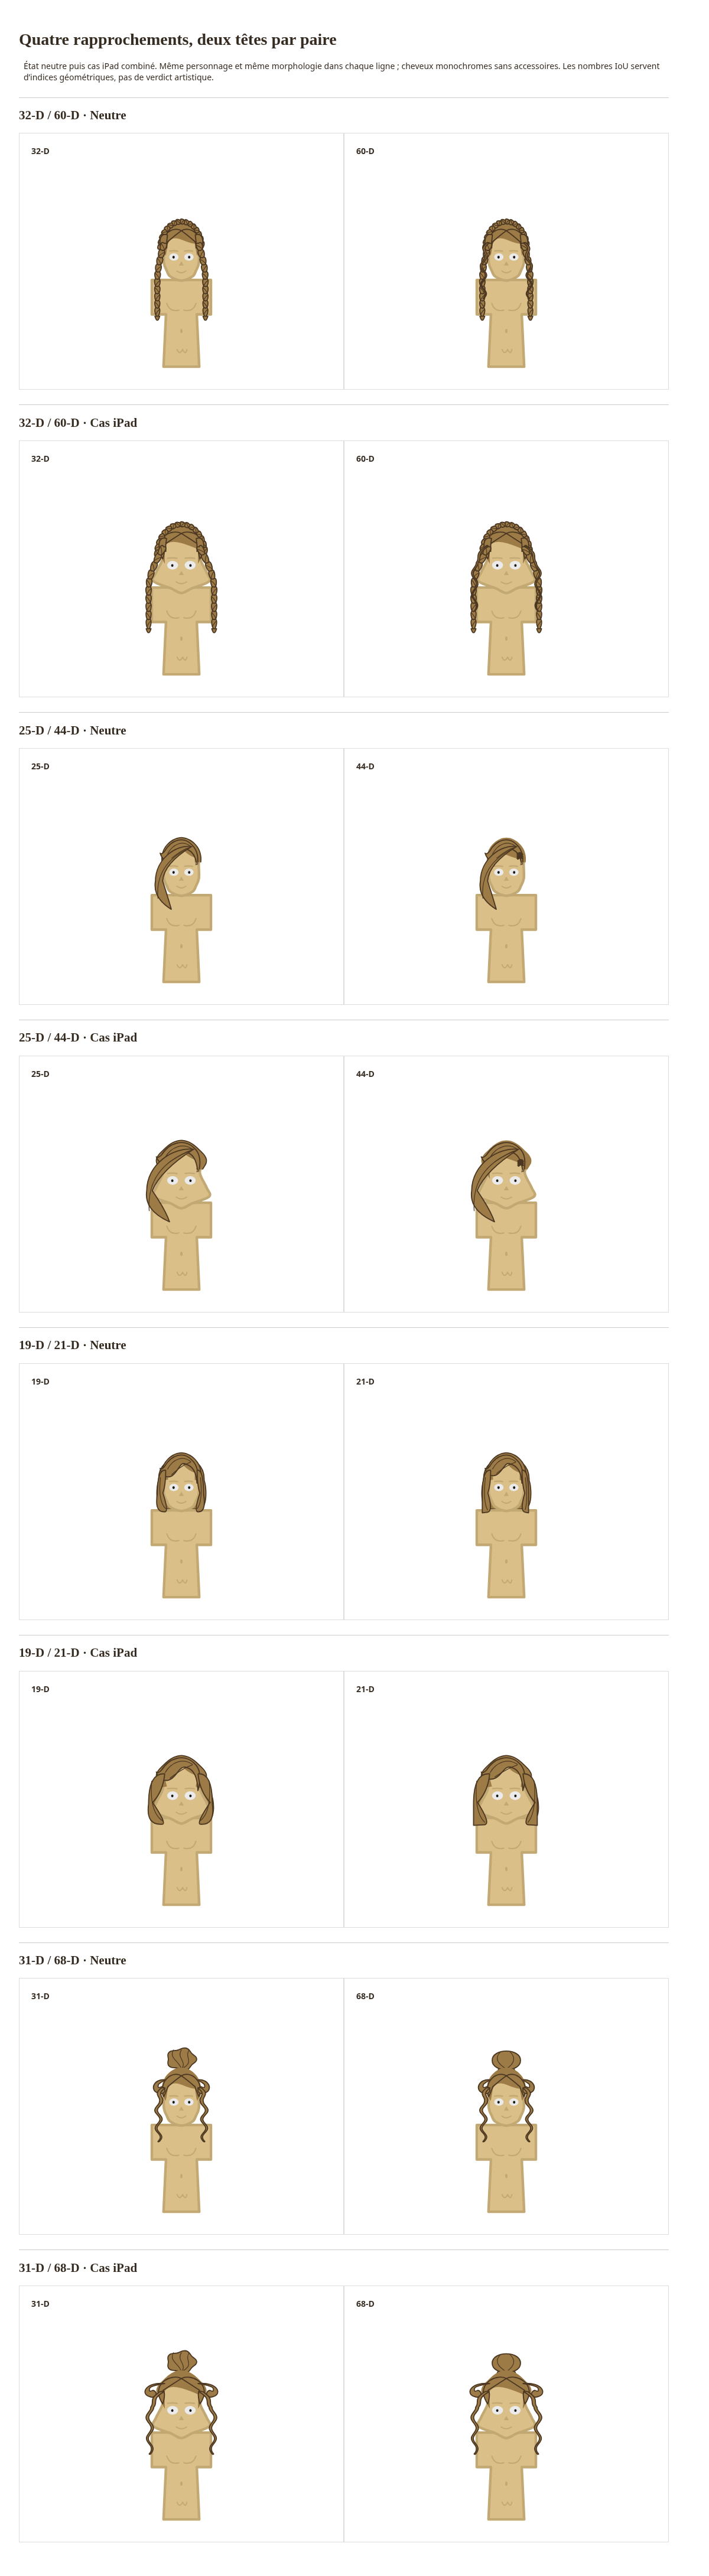 Quatre rapprochements, deux têtes par paire
État neutre puis cas iPad combiné. Même personnage et même morphologie dans chaque ligne ; cheveux monochromes sans accessoires. Les nombres IoU servent
d'indices géométriques, pas de verdict artistique.
32-D / 60-D · Neutre
32-D
60-D
32-D / 60-D · Cas iPad
32-D
60-D
25-D / 44-D · Neutre
25-D
44-D
25-D / 44-D · Cas iPad
25-D
44-D
19-D / 21-D · Neutre
19-D
21-D
19-D / 21-D · Cas iPad
19-D
21-D
31-D / 68-D · Neutre
31-D
68-D
31-D / 68-D · Cas iPad
31-D
68-D